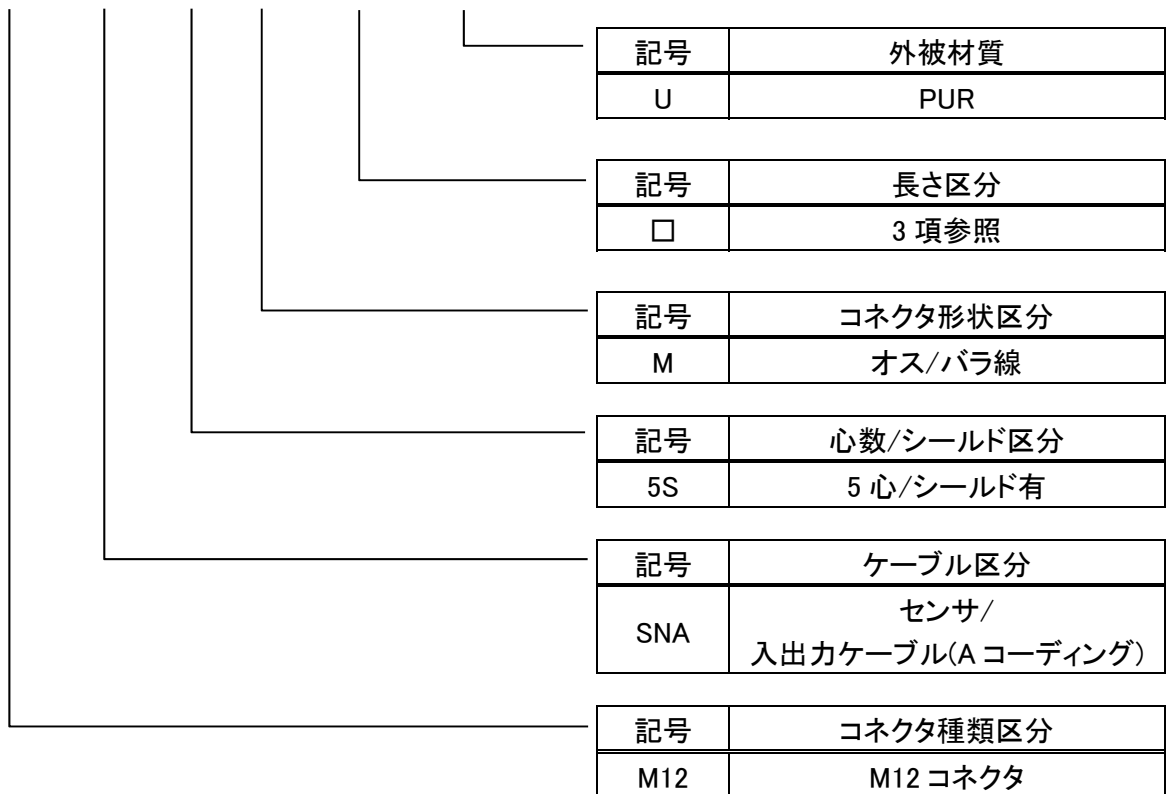 記号 外被材質
U PUR
記号 長さ区分
□ 3 項参照
記号 コネクタ形状区分
M オス/バラ線
記号 心数/シールド区分
5S 5 心/シールド有
記号 ケーブル区分
SNA センサ/
入出力ケーブル(A コーディング)
記号 コネクタ種類区分
M12 M12 コネクタ